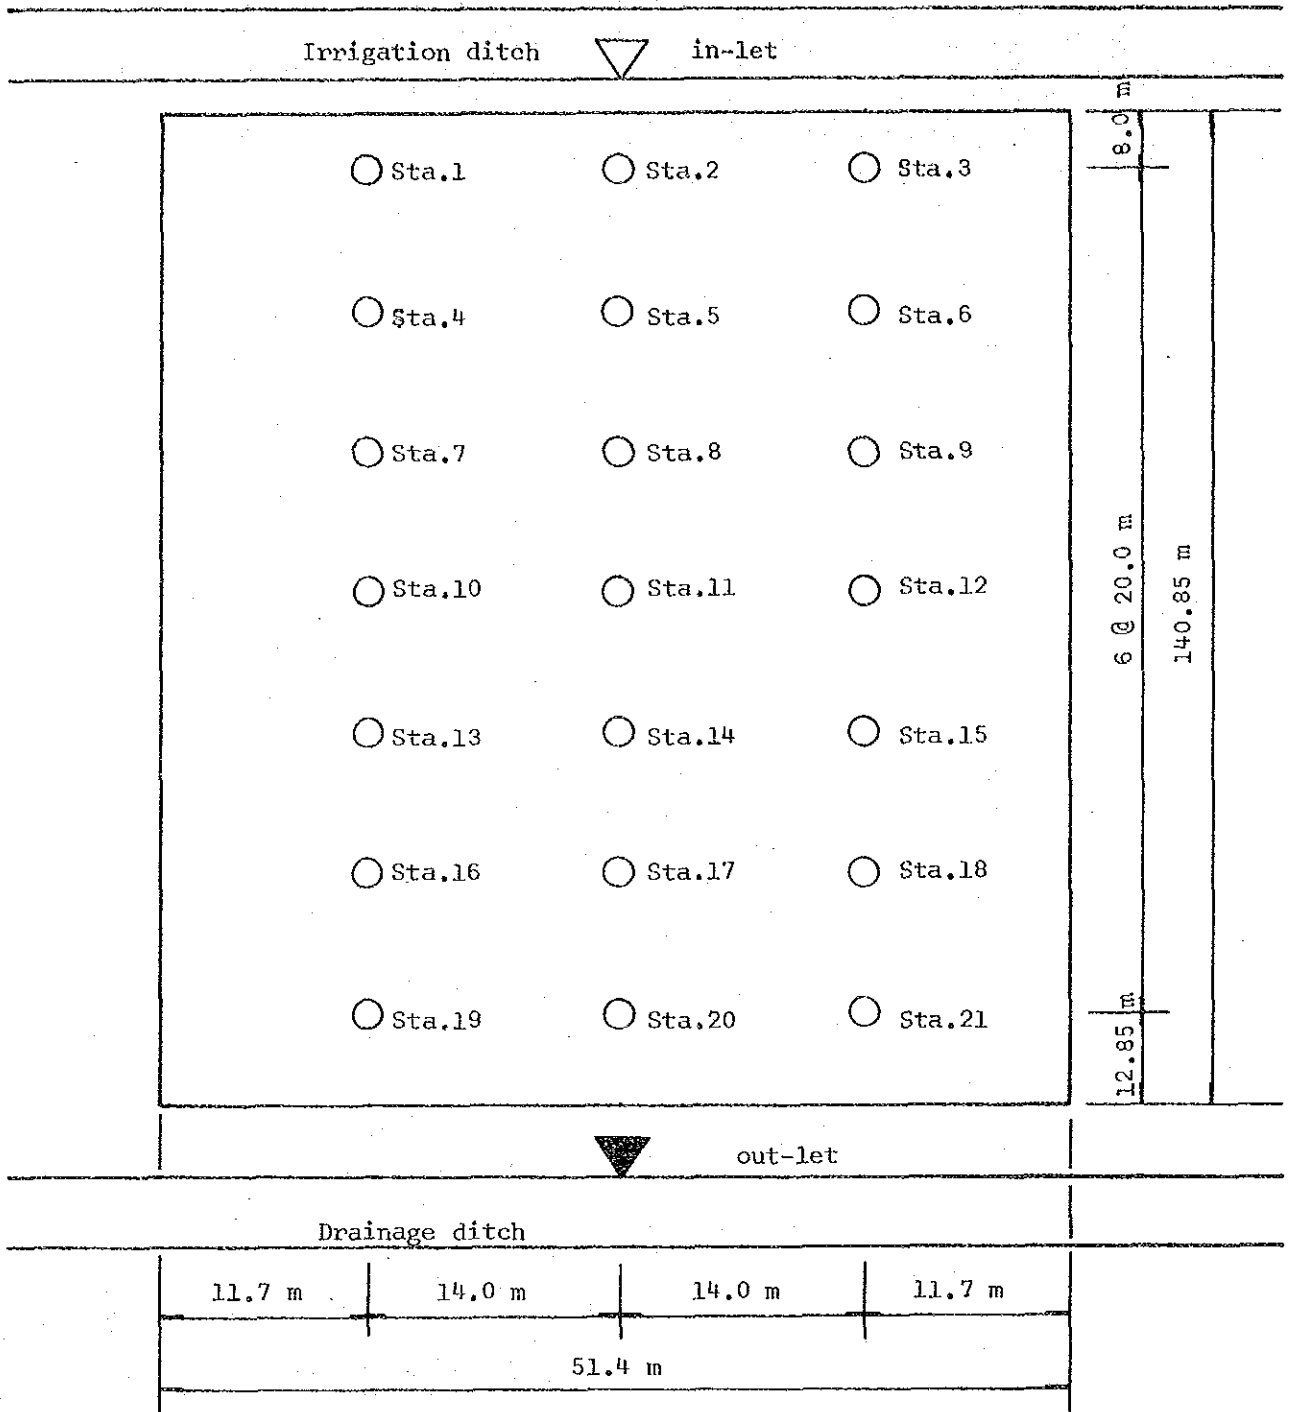 Irrigation ditch in-let
8.0 m
Sta.1 Sta.2 Sta.3
Sta.4 Sta.5 Sta.6
Sta.7 Sta.8 Sta.9
6 @ 20.0 m
140.85 m
Sta.10 Sta.11 Sta.12
Sta.13 Sta.14 Sta.15
Sta.16 Sta.17 Sta.18
Sta.19 Sta.20 Sta.21
12.85 m
out-let
Drainage ditch
11.7 m 14.0 m 14.0 m 11.7 m
51.4 m